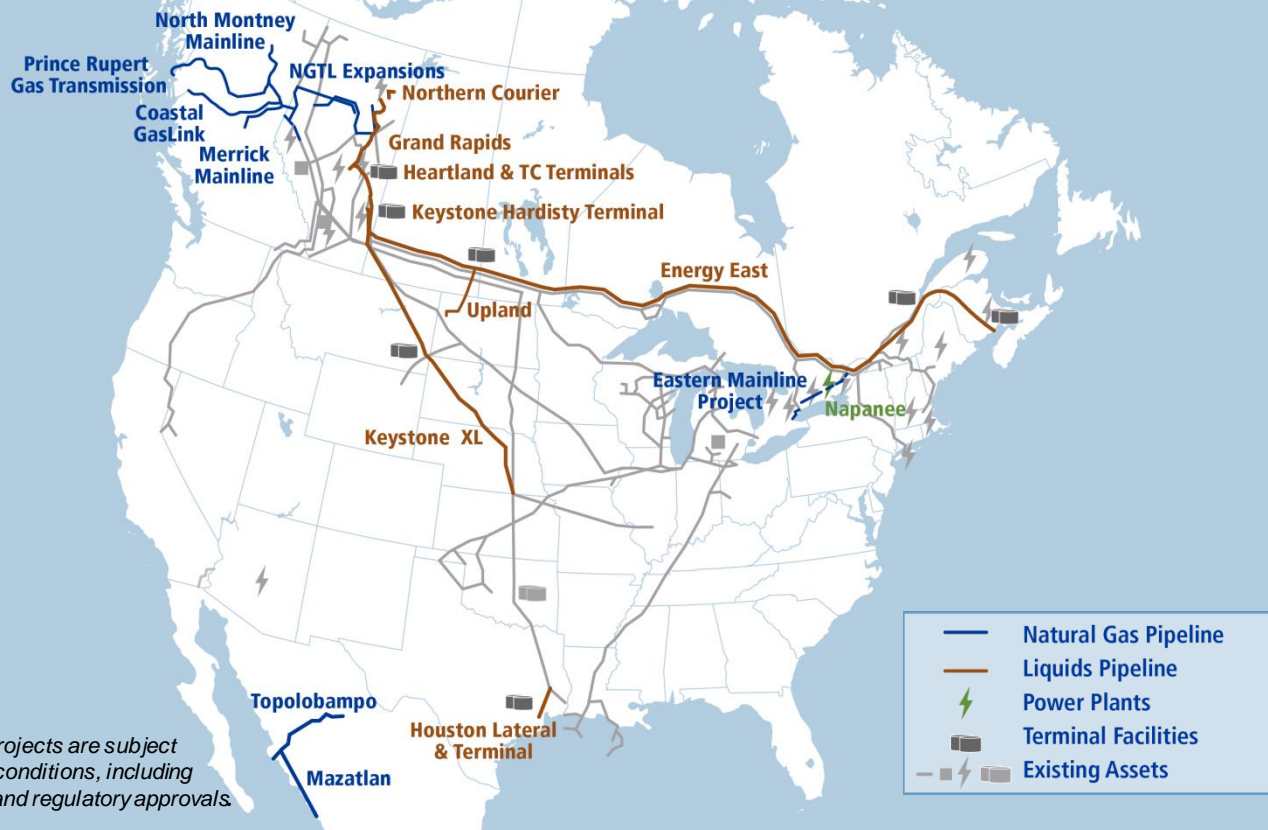 North Montney
Mainline
Prince Rupert
Gas Transmission
NGTL Expansions
Northern Courier
Coastal
GasLink
Grand Rapids
Merrick
Mainline
Heartland & TC Terminals
Keystone Hardisty Terminal
Energy East
Upland
Eastern Mainline
Project
Napanee
Keystone XL
Topolobampo
Houston Lateral
& Terminal
Mazatlan
rojects are subject
conditions, including
and regulatory approvals.
Natural Gas Pipeline
Liquids Pipeline
Power Plants
Terminal Facilities
Existing Assets